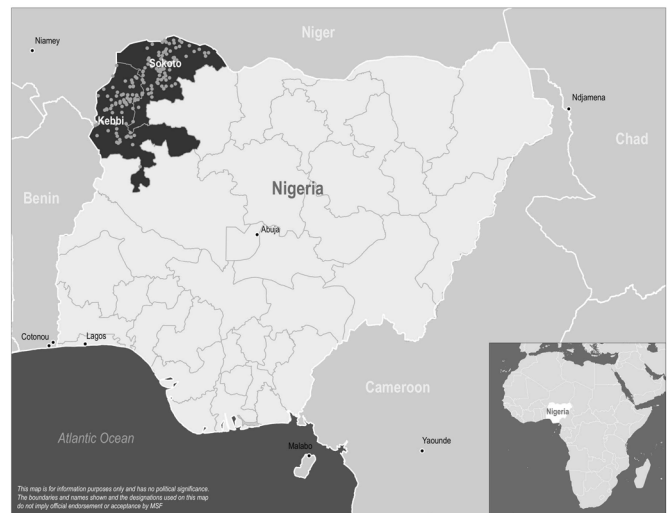 Niamey
Niger
Sokoto
Kebbi
Ndjamena
Chad
Benin
Nigeria
Abuja
Cotonou
Lagos
Cameroon
Nigeria
Atlantic Ocean
Malabo
Yaounde
This map is for information purposes only and has no political significance.
The boundaries and names shown and the designations used on this map
do not imply official endorsement or acceptance by MSF